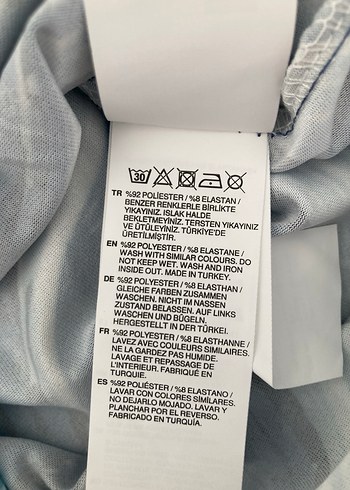 30
TR %92 POLİESTER / %8 ELASTAN /
BENZER RENKLERLE BİRLİKTE
YIKAYINIZ. ISLAK HALDE
BEKLETMEYİNİZ. TERSTEN YIKAYINIZ
VE ÜTÜLEYİNİZ. TÜRKİYE'DE
ÜRETİLMİŞTİR.
EN %92 POLYESTER / %8 ELASTANE /
WASH WITH SIMILAR COLOURS. DO
NOT KEEP WET. WASH AND IRON
INSIDE OUT. MADE IN TURKEY.
DE %92 POLYESTER / %8 ELASTHAN /
GLEICHE FARBEN ZUSAMMEN
WASCHEN. NICHT IM NASSEN
ZUSTAND BELASSEN. AUF LINKS
WASCHEN UND BÜGELN.
HERGESTELLT IN DER TÜRKEI.
FR %92 POLYESTER / %8 ELASTHANNE /
LAVEZ AVEC COULEURS SIMILAIRES.
NE LA GARDEZ PAS HUMIDE.
LAVAGE ET REPASSAGE DE
L'INTERIEUR. FABRIQUÉ EN
TURQUIE.
ES %92 POLIÉSTER / %8 ELASTANO /
LAVAR CON COLORES SIMILARES.
NO DEJARLO MOJADO. LAVAR Y
PLANCHAR POR EL REVERSO.
FABRICADO EN TURQUÍA.